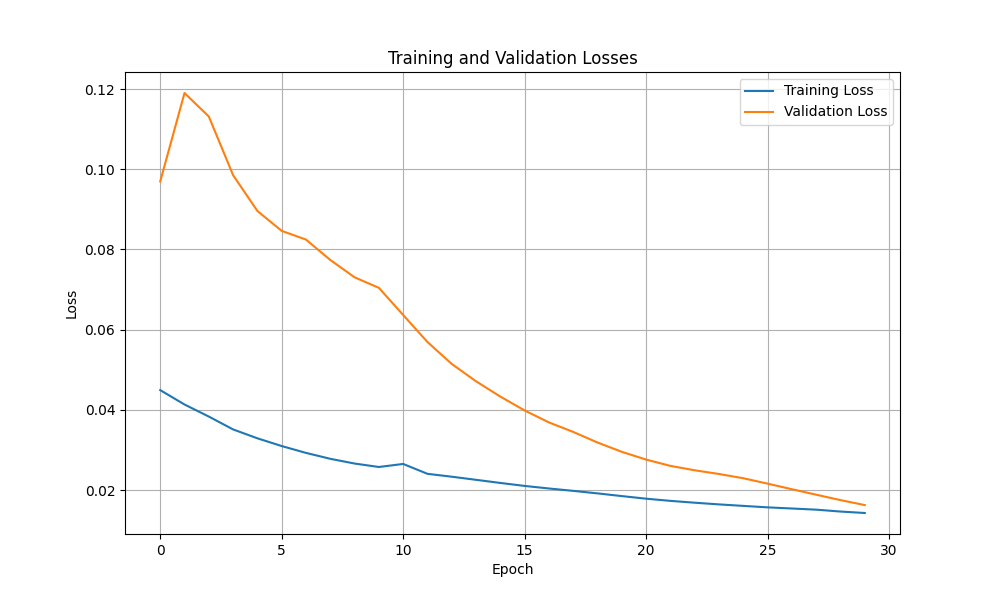 Training and Validation Losses
Training Loss
Validation Loss
0.12
0.10
0.08
0.06
0.04
0.02
Loss
0 5 10 15 20 25 30
Epoch